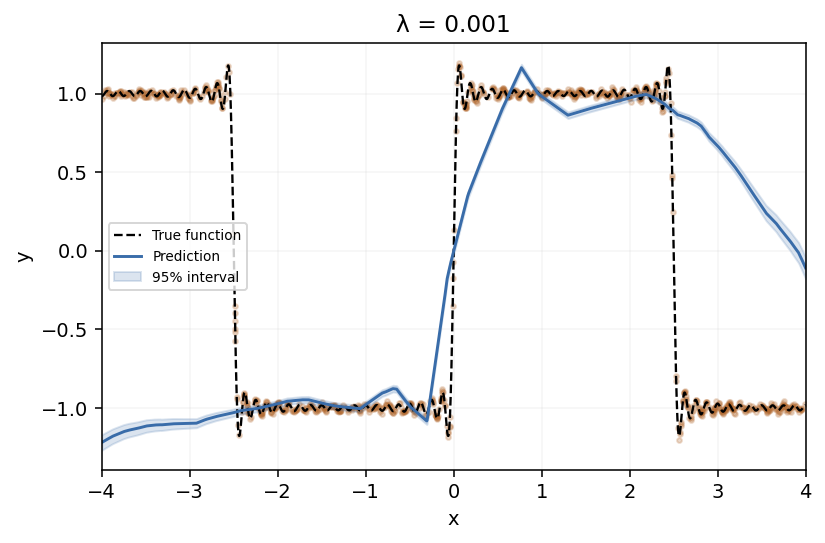 λ = 0.001
1.0
0.5
0.0
−0.5
−1.0
y
True function
Prediction
95% interval
−4
−3
−2
−1
0
1
2
3
4
x